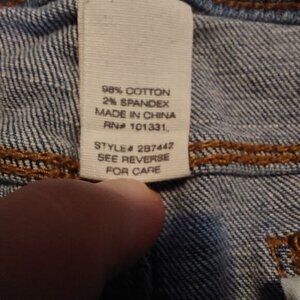 98% COTTON
2% SPANDEX
MADE IN CHINA
RN# 101331
STYLE# 2B7442
SEE REVERSE
FOR CARE